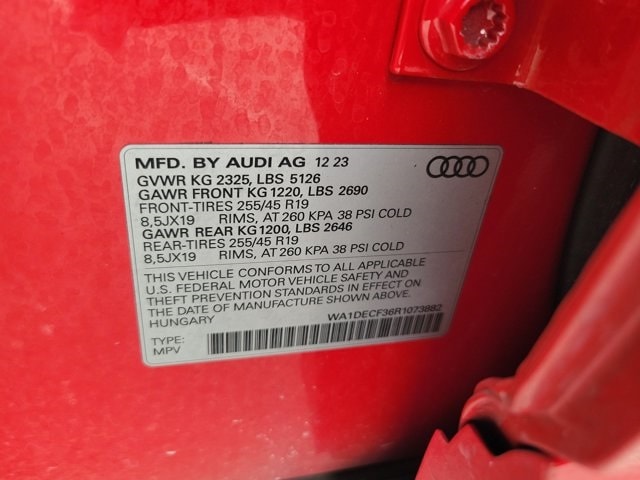 MFD. BY AUDI AG 12 23
GVWR KG 2325, LBS 5126
GAWR FRONT KG 1220, LBS 2690
FRONT-TIRES 255/45 R19
8,5JX19 RIMS, AT 260 KPA 38 PSI COLD
GAWR REAR KG 1200, LBS 2646
REAR-TIRES 255/45 R19
8,5JX19 RIMS, AT 260 KPA 38 PSI COLD
THIS VEHICLE CONFORMS TO ALL APPLICABLE
U.S. FEDERAL MOTOR VEHICLE SAFETY AND
THEFT PREVENTION STANDARDS IN EFFECT ON
THE DATE OF MANUFACTURE SHOWN ABOVE.
HUNGARY
WA1DECF36R1073882
TYPE:
MPV